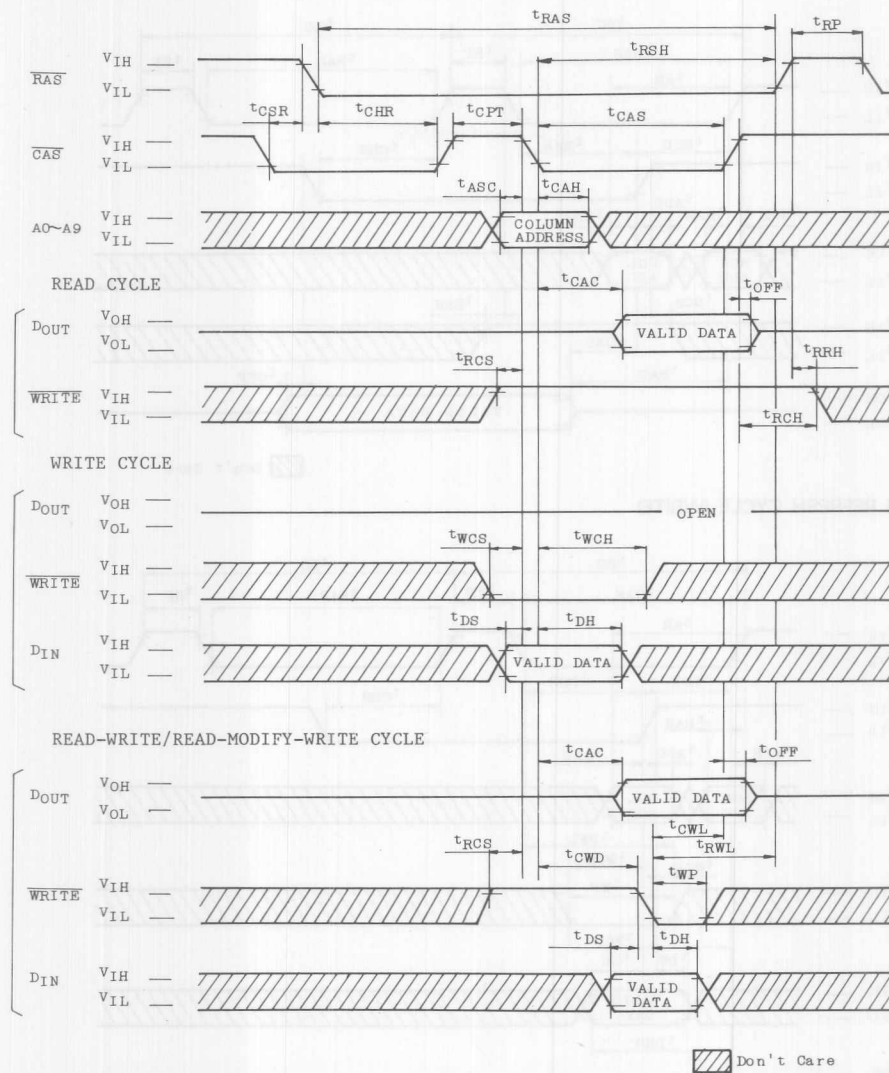 tRAS
tRP
tRSH
RAS VIH
VIL
tCSR tCHR tCPT tCAS
CAS VIH
VIL
tASC tCAH
A0~A9 VIH
VIL
COLUMN
ADDRESS
READ CYCLE
tCAC tOFF
DOUT VOH
VOL
VALID DATA
tRCS tRRH
WRITE VIH
VIL
tRCH
WRITE CYCLE
DOUT VOH
VOL
OPEN
tWCS tWCH
WRITE VIH
VIL
tDS tDH
DIN VIH
VIL
VALID DATA
READ-WRITE/READ-MODIFY-WRITE CYCLE
tCAC tOFF
DOUT VOH
VOL
VALID DATA
tCWL
tRWL
tRCS tCWD
tWP
WRITE VIH
VIL
tDS tDH
DIN VIH
VIL
VALID
DATA
Don't Care